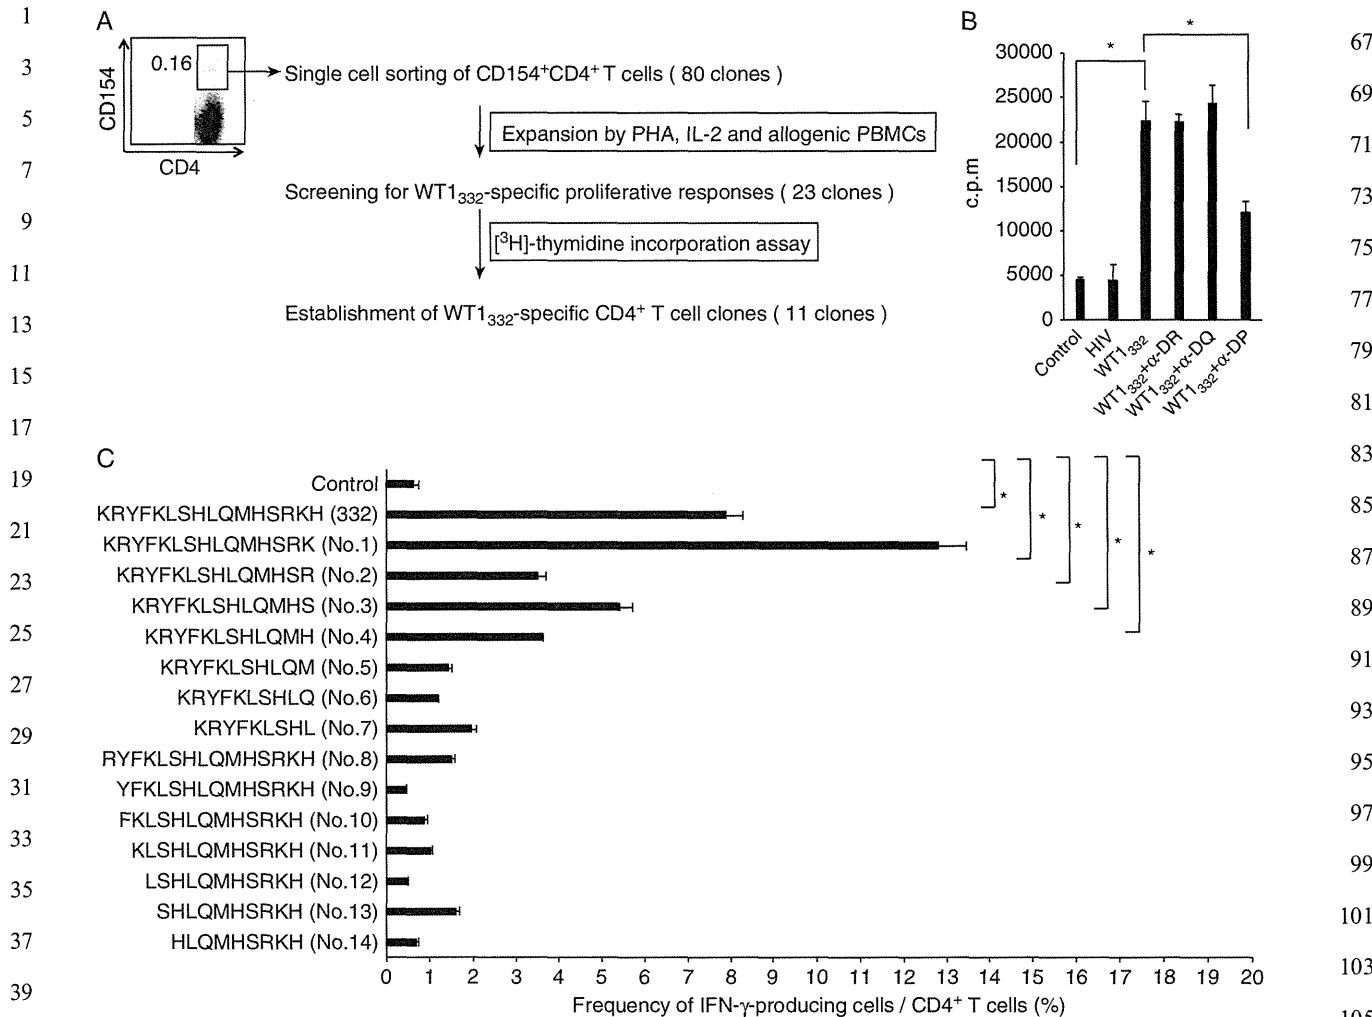 A
CD154
0.16
CD4
Single cell sorting of CD154+CD4+ T cells ( 80 clones )
Expansion by PHA, IL-2 and allogenic PBMCs
Screening for WT1332-specific proliferative responses ( 23 clones )
[3H]-thymidine incorporation assay
Establishment of WT1332-specific CD4+ T cell clones ( 11 clones )
B
*
*
c.p.m
30000
25000
20000
15000
10000
5000
0
Control
HIV
WT1332
WT1332+α-DR
WT1332+α-DQ
WT1332+α-DP
C
Control
KRYFKLSHLQMHSRKH (332)
KRYFKLSHLQMHSRK (No.1)
KRYFKLSHLQMHSR (No.2)
KRYFKLSHLQMHS (No.3)
KRYFKLSHLQMH (No.4)
KRYFKLSHLQM (No.5)
KRYFKLSHLQ (No.6)
KRYFKLSHL (No.7)
RYFKLSHLQMHSRKH (No.8)
YFKLSHLQMHSRKH (No.9)
FKLSHLQMHSRKH (No.10)
KLSHLQMHSRKH (No.11)
LSHLQMHSRKH (No.12)
SHLQMHSRKH (No.13)
HLQMHSRKH (No.14)
* * * * *
0 1 2 3 4 5 6 7 8 9 10 11 12 13 14 15 16 17 18 19 20
Frequency of IFN-γ-producing cells / CD4+ T cells (%)
1
3
5
7
9
11
13
15
17
19
21
23
25
27
29
31
33
35
37
39
67
69
71
73
75
77
79
81
83
85
87
89
91
93
95
97
99
101
103